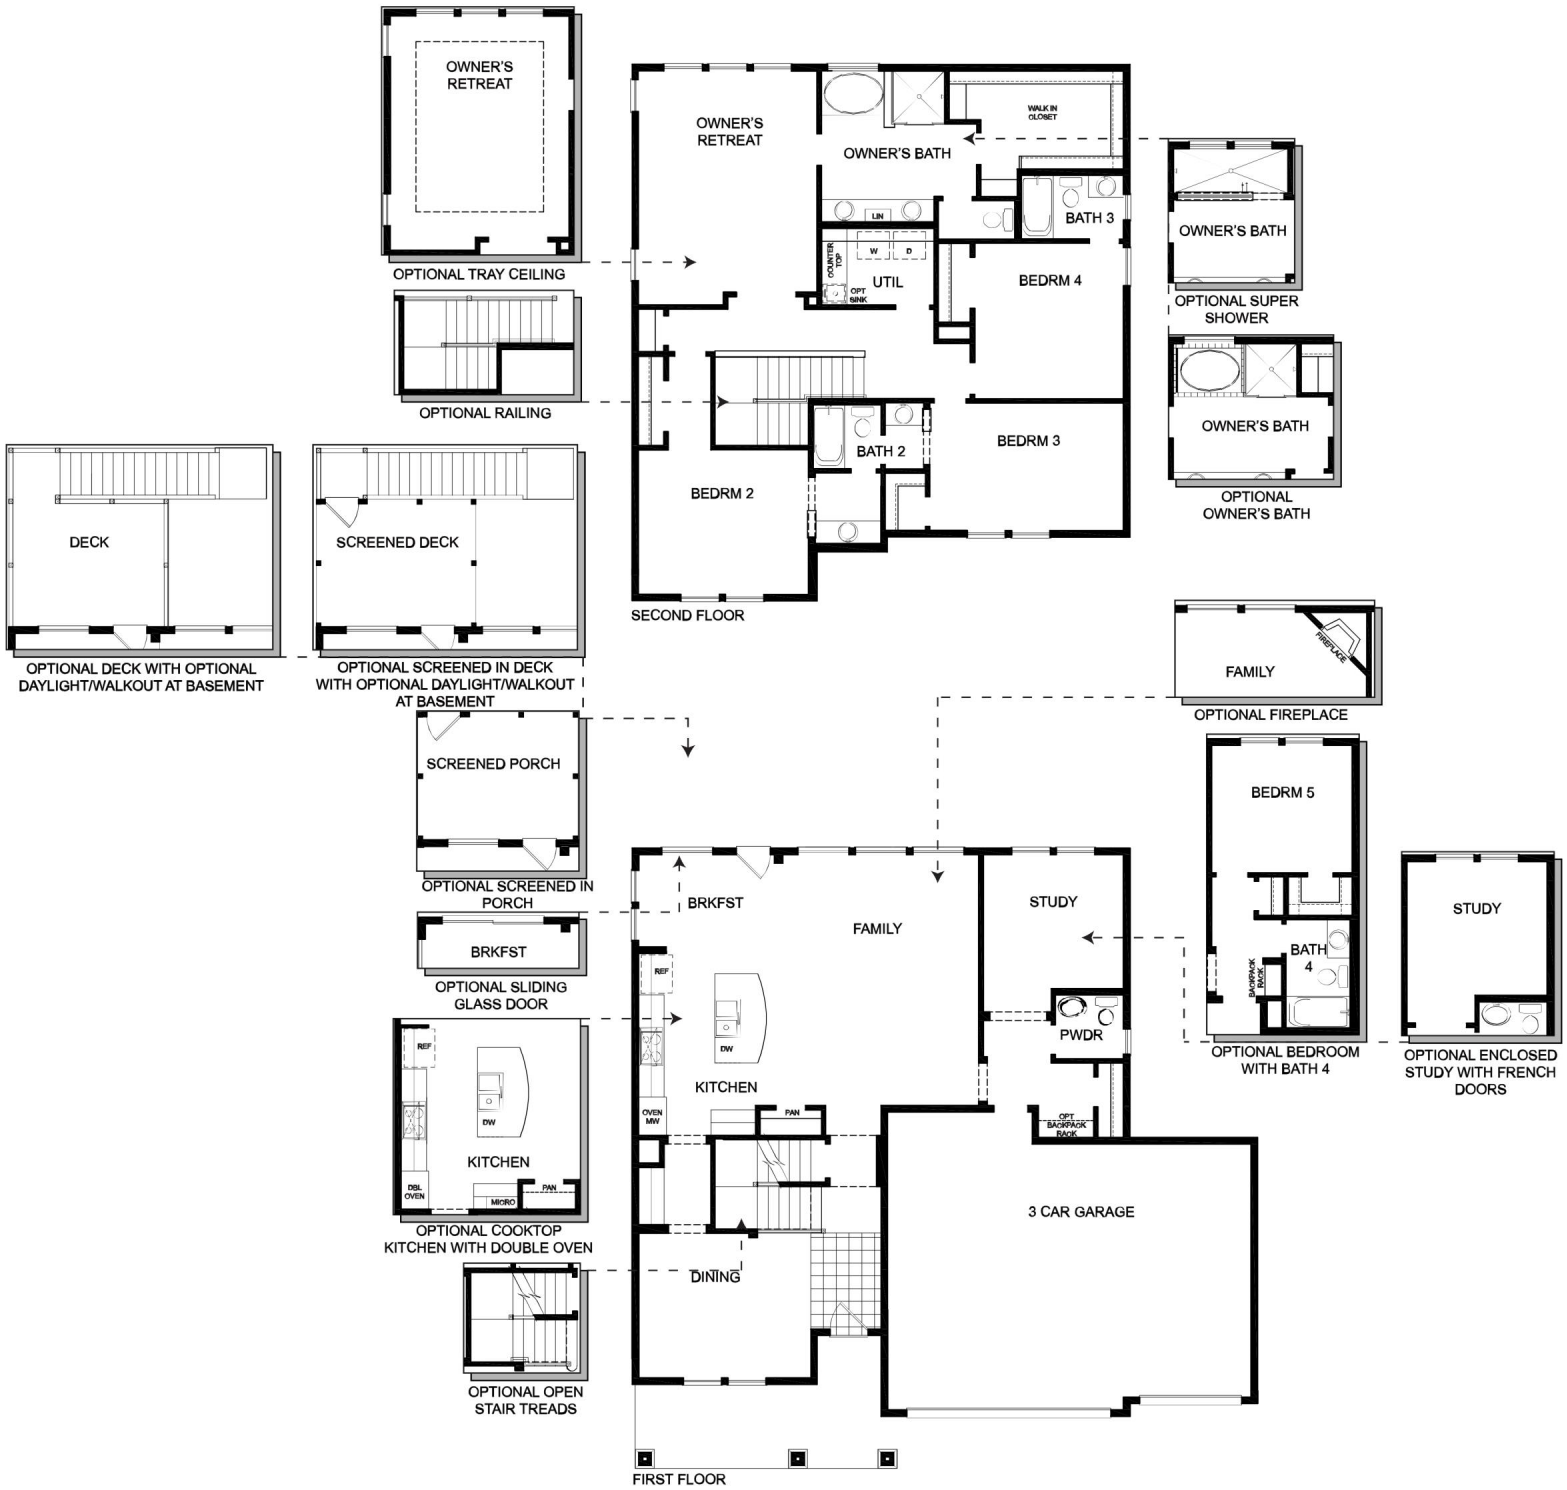 OWNER'S
RETREAT
OPTIONAL TRAY CEILING
OPTIONAL RAILING
OWNER'S
RETREAT
OWNER'S BATH
WALK IN
CLOSET
LIN
BATH 3
COUNTER
TOP
W
D
UTIL
OPT
SINK
BEDRM 4
BATH 2
BEDRM 3
BEDRM 2
SECOND FLOOR
OWNER'S BATH
OPTIONAL SUPER
SHOWER
OWNER'S BATH
OPTIONAL
OWNER'S BATH
DECK
OPTIONAL DECK WITH OPTIONAL
DAYLIGHT/WALKOUT AT BASEMENT
SCREENED DECK
OPTIONAL SCREENED IN DECK
WITH OPTIONAL DAYLIGHT/WALKOUT
AT BASEMENT
SCREENED PORCH
OPTIONAL SCREENED IN
PORCH
BRKFST
OPTIONAL SLIDING
GLASS DOOR
REF
DW
KITCHEN
DBL
OVEN
MICRO
PAN
OPTIONAL COOKTOP
KITCHEN WITH DOUBLE OVEN
OPTIONAL OPEN
STAIR TREADS
FIREPLACE
FAMILY
OPTIONAL FIREPLACE
BEDRM 5
BATH
4
BACKPACK
RACK
OPTIONAL BEDROOM
WITH BATH 4
STUDY
OPTIONAL ENCLOSED
STUDY WITH FRENCH
DOORS
BRKFST
FAMILY
STUDY
REF
DW
PWDR
KITCHEN
OVEN
MW
PAN
OPT
BACKPACK
RACK
3 CAR GARAGE
DINING
FIRST FLOOR